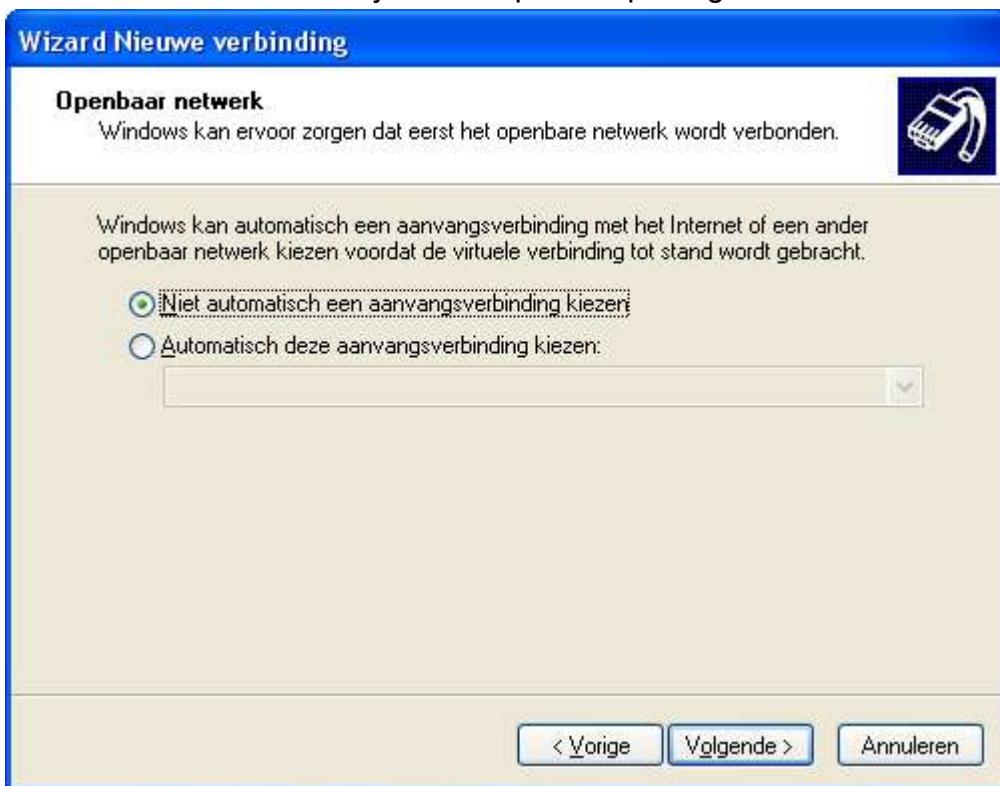 Wizard Nieuwe verbinding
Openbaar netwerk
Windows kan ervoor zorgen dat eerst het openbare netwerk wordt verbonden.
Windows kan automatisch een aanvangsverbinding met het Internet of een ander
openbaar netwerk kiezen voordat de virtuele verbinding tot stand wordt gebracht.
Niet automatisch een aanvangsverbinding kiezen
Automatisch deze aanvangsverbinding kiezen:
< Vorige
Volgende >
Annuleren